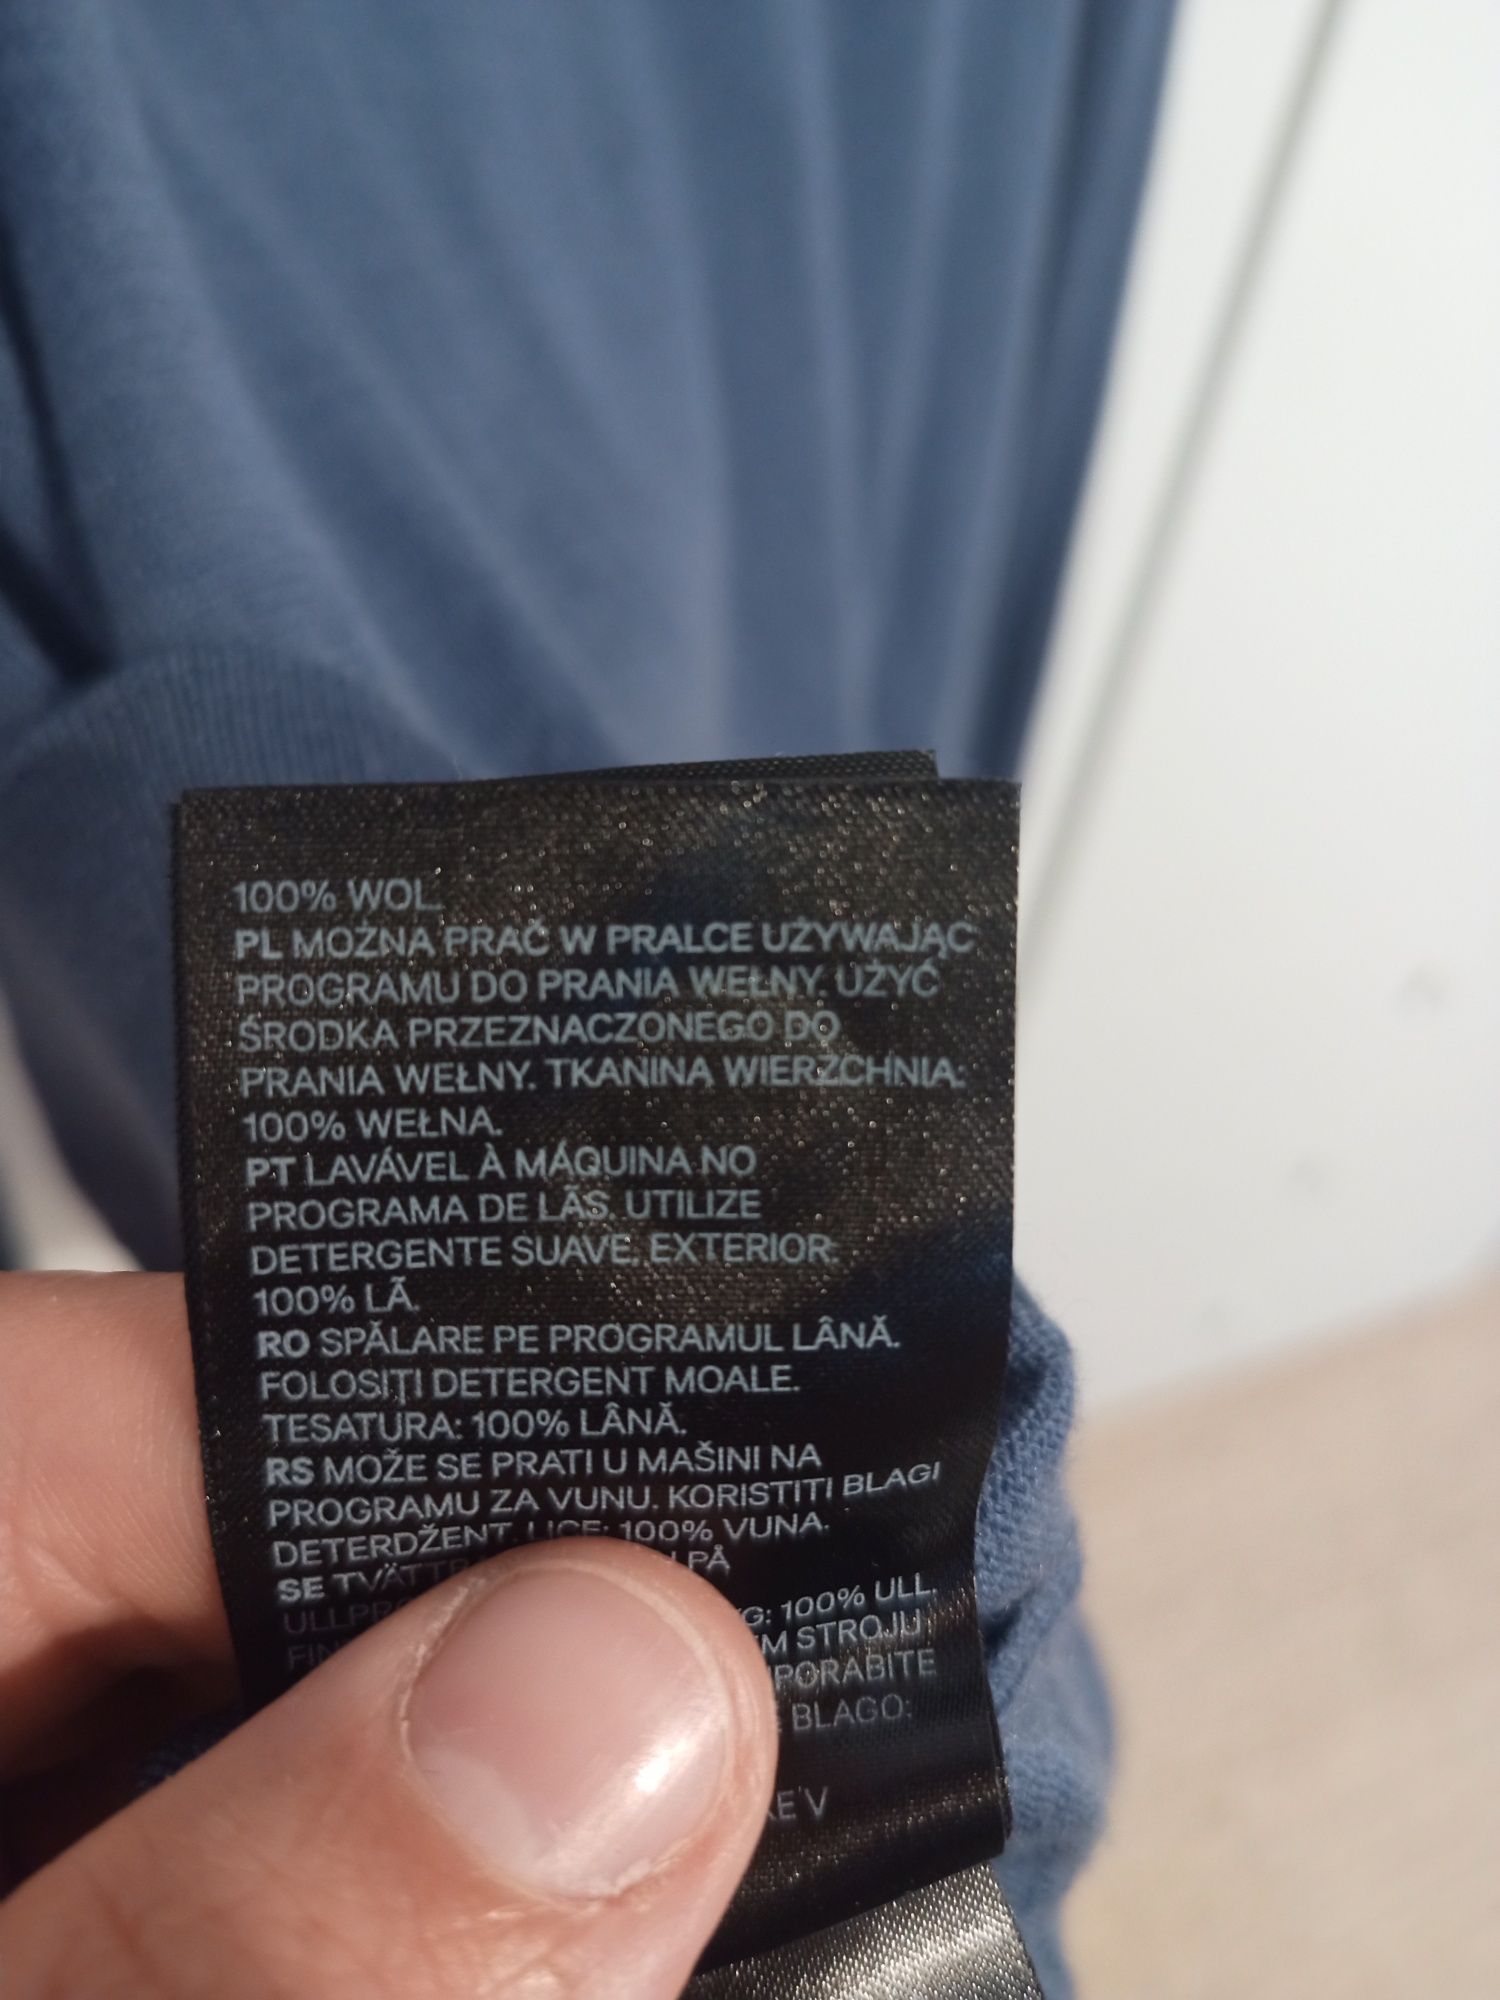 100% WOL.
PL MOŻNA PRAĆ W PRALCE UŻYWAJĄC
PROGRAMU DO PRANIA WEŁNY. UŻYĆ
ŚRODKA PRZEZNACZONEGO DO
PRANIA WEŁNY. TKANINA WIERZCHNIA:
100% WEŁNA.
PT LAVÁVEL À MÁQUINA NO
PROGRAMA DE LÃS. UTILIZE
DETERGENTE SUAVE. EXTERIOR:
100% LÃ.
RO SPĂLARE PE PROGRAMUL LÂNĂ.
FOLOSIȚI DETERGENT MOALE.
TESATURA: 100% LÂNĂ.
RS MOŽE SE PRATI U MAŠINI NA
PROGRAMU ZA VUNU. KORISTITI BLAGI
DETERDŽENT. LICE: 100% VUNA.
SE PÅ
100% ULL.
STROJU
BLAGO: